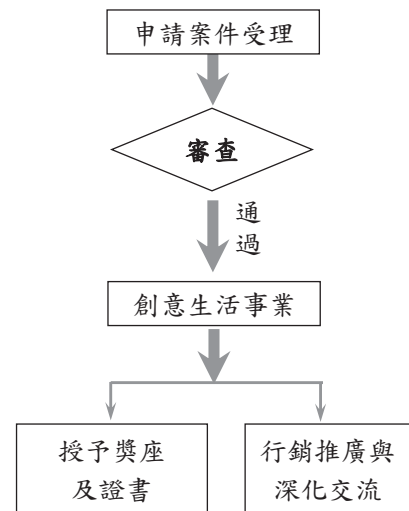 申請案件受理
審查
通
過
創意生活事業
授予獎座
及證書
行銷推廣與
深化交流